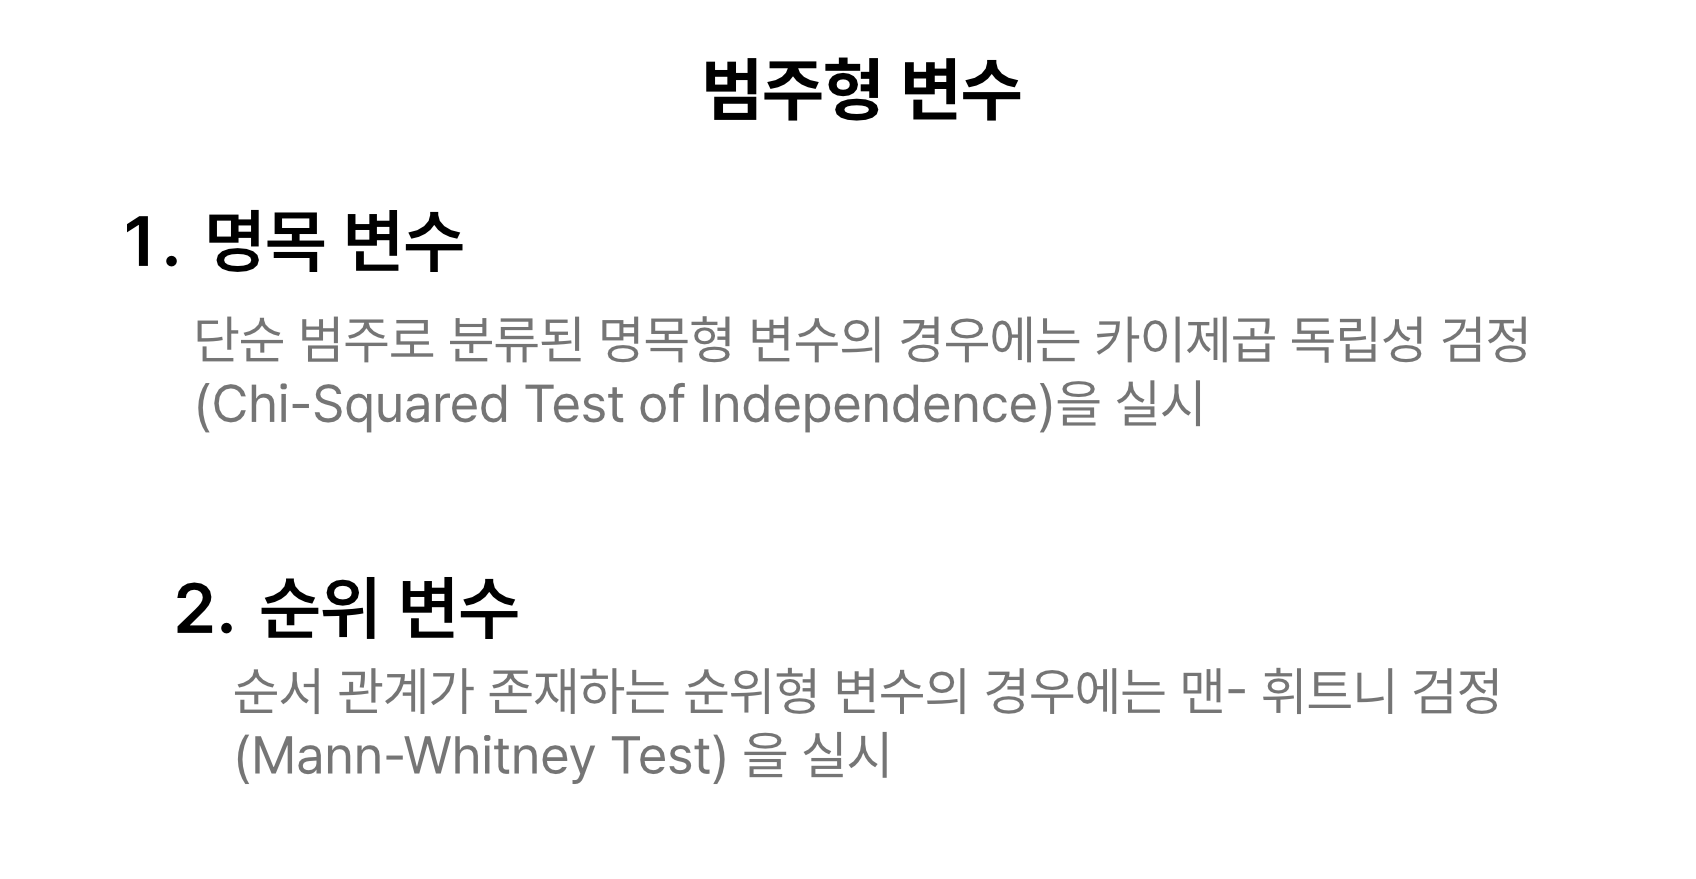 범주형 변수
1. 명목 변수
단순 범주로 분류된 명목형 변수의 경우에는 카이제곱 독립성 검정
(Chi-Squared Test of Independence)을 실시
2. 순위 변수
순서 관계가 존재하는 순위형 변수의 경우에는 맨- 휘트니 검정
(Mann-Whitney Test) 을 실시